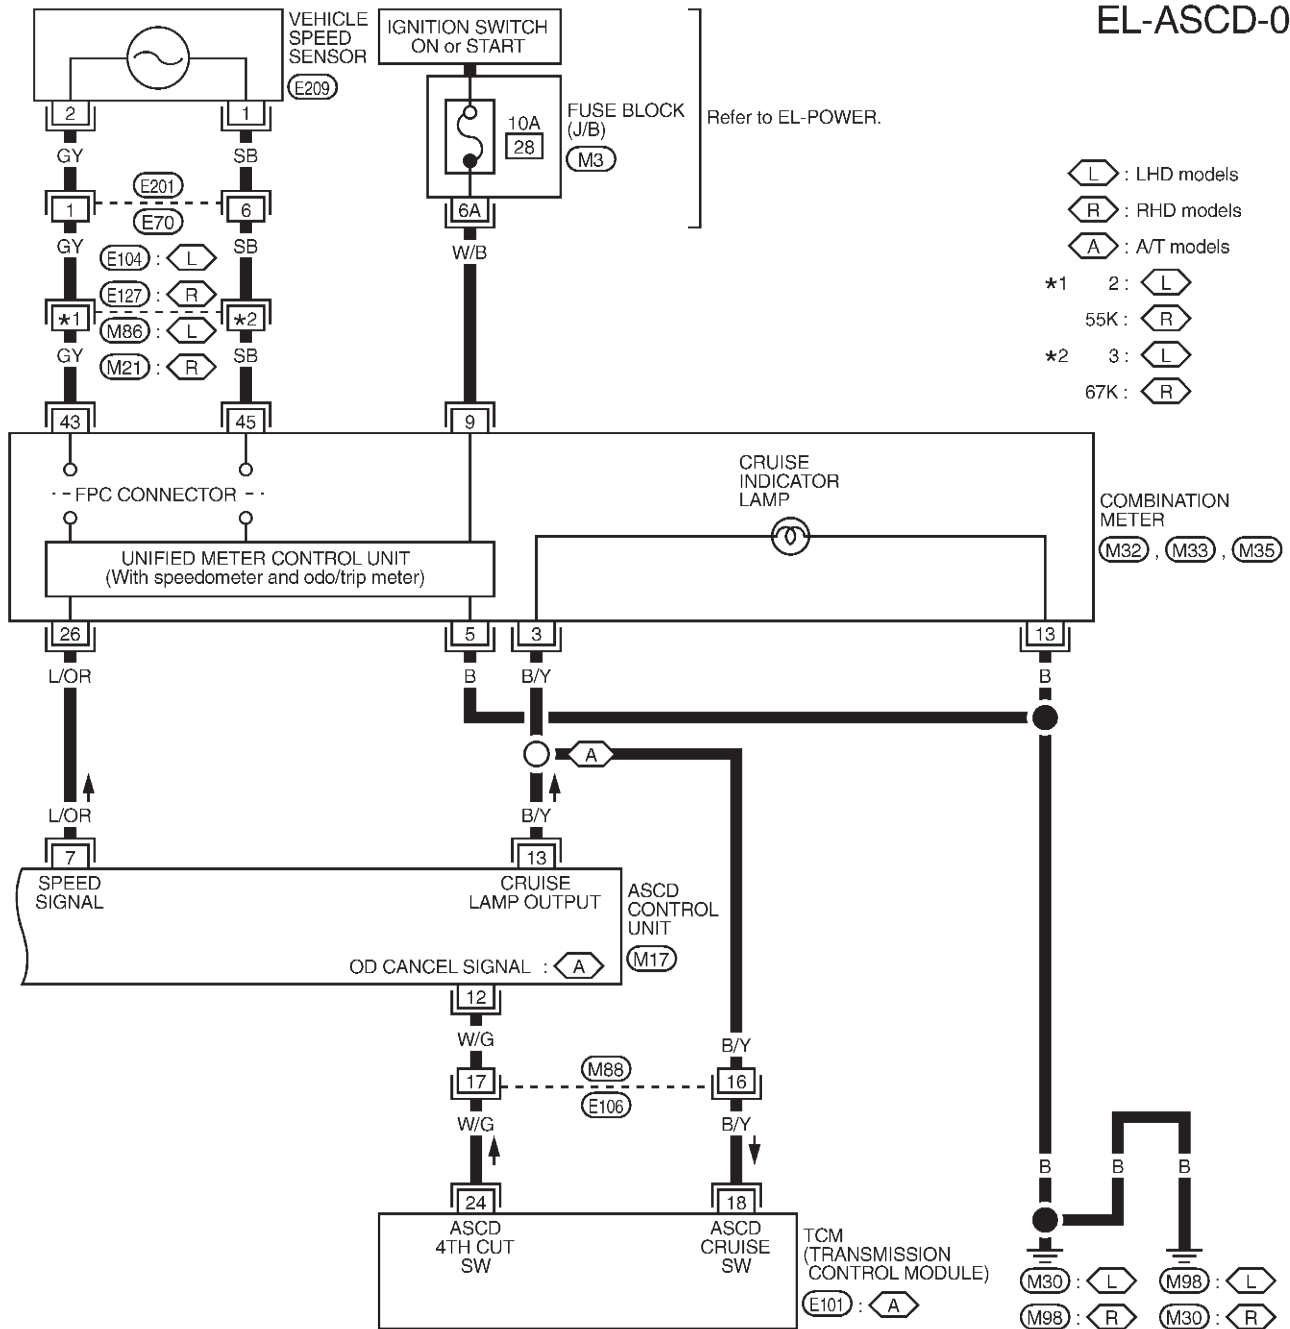 EL-ASCD-0
VEHICLE
SPEED
SENSOR
E209
IGNITION SWITCH
ON or START
FUSE BLOCK
(J/B)
M3
10A
28
Refer to EL-POWER.
2
1
6A
GY
SB
W/B
E201
1
6
E70
GY
SB
E104 : L
E127 : R
*1
*2
M86 : L
M21 : R
GY
SB
L : LHD models
R : RHD models
A : A/T models
*1 2 : L
55K : R
*2 3 : L
67K : R
43
45
9
FPC CONNECTOR
UNIFIED METER CONTROL UNIT
(With speedometer and odo/trip meter)
CRUISE
INDICATOR
LAMP
COMBINATION
METER
M32 , M33 , M35
26
5
3
13
L/OR
B
B/Y
B
A
L/OR
B/Y
7
13
SPEED
SIGNAL
CRUISE
LAMP OUTPUT
ASCD
CONTROL
UNIT
M17
OD CANCEL SIGNAL : A
12
W/G
B/Y
17
M88
16
E106
W/G
B/Y
24
18
ASCD
4TH CUT
SW
ASCD
CRUISE
SW
TCM
(TRANSMISSION
CONTROL MODULE)
E101 : A
B
B
B
M30 : L
M98 : L
M98 : R
M30 : R